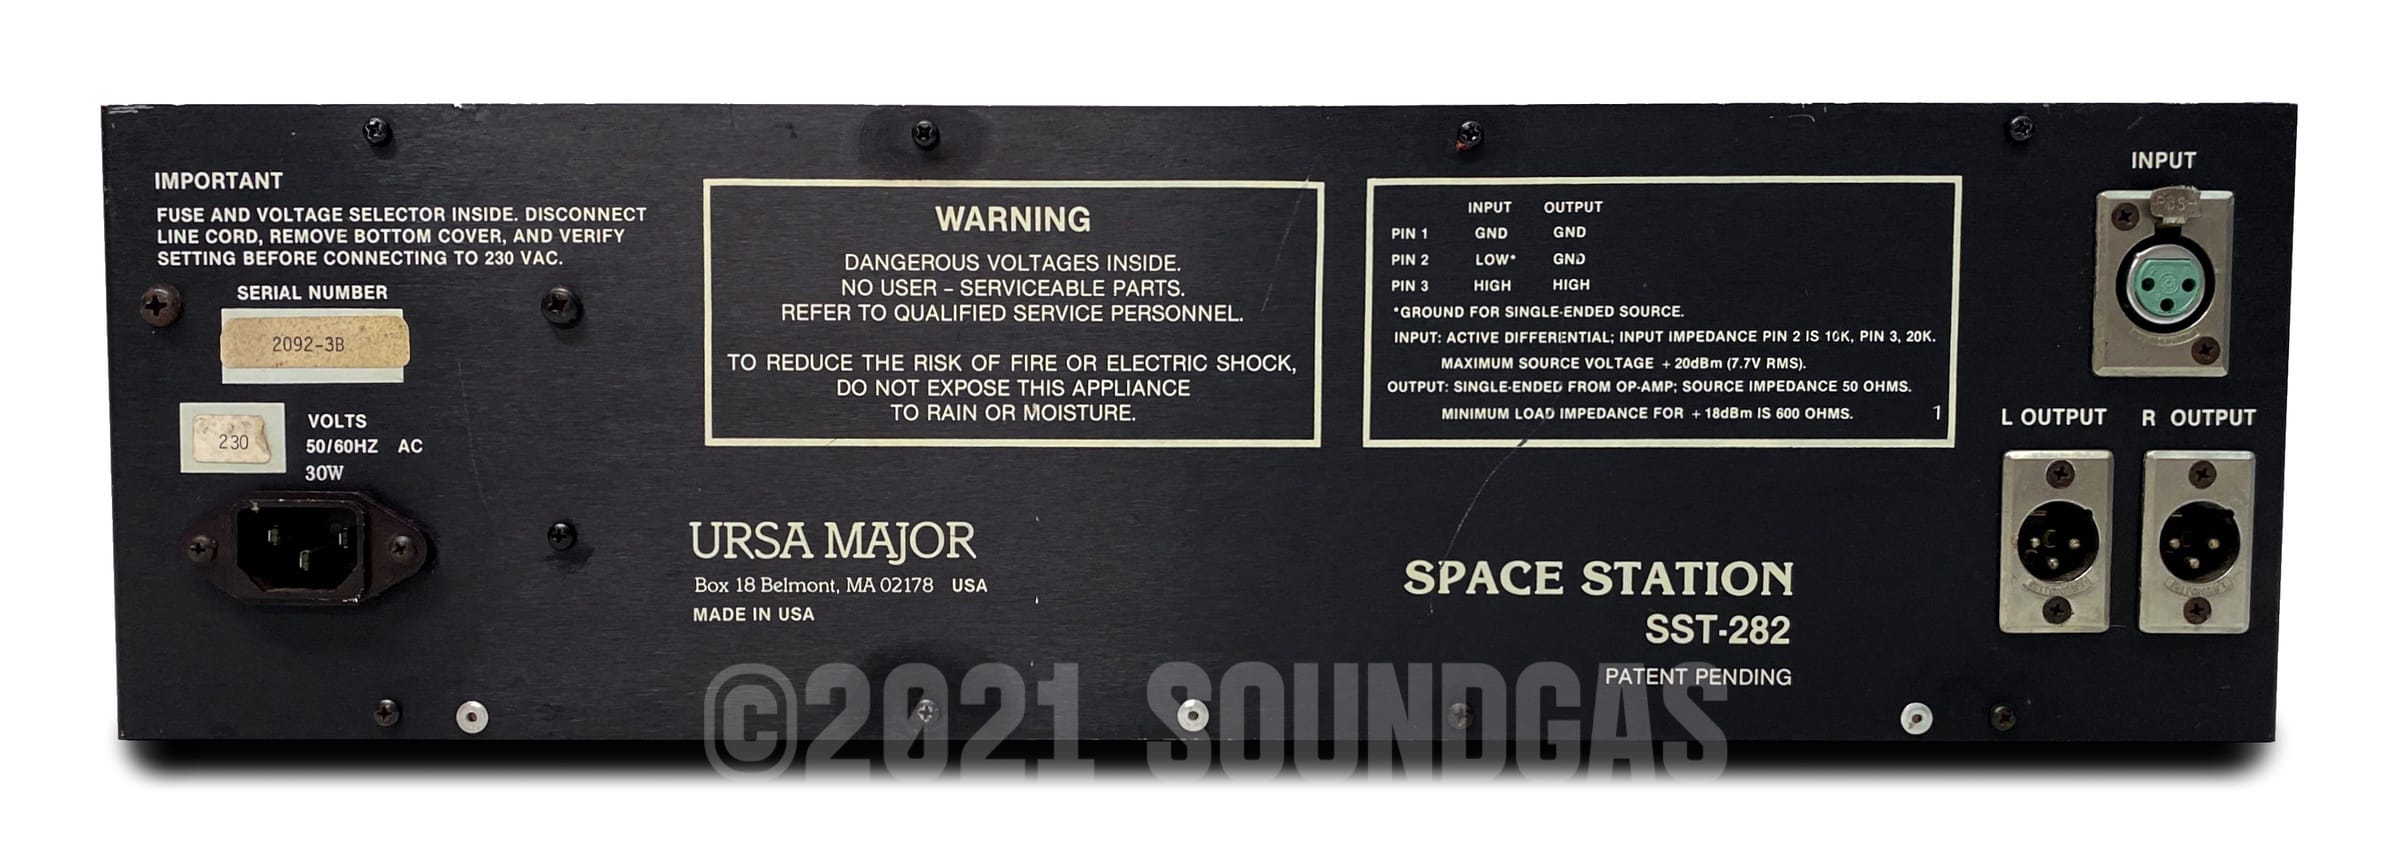 IMPORTANT
FUSE AND VOLTAGE SELECTOR INSIDE. DISCONNECT
LINE CORD, REMOVE BOTTOM COVER, AND VERIFY
SETTING BEFORE CONNECTING TO 230 VAC.
SERIAL NUMBER
2092-3B
230
VOLTS
50/60HZ AC
30W
WARNING
DANGEROUS VOLTAGES INSIDE.
NO USER - SERVICEABLE PARTS.
REFER TO QUALIFIED SERVICE PERSONNEL.
TO REDUCE THE RISK OF FIRE OR ELECTRIC SHOCK,
DO NOT EXPOSE THIS APPLIANCE
TO RAIN OR MOISTURE.
INPUT OUTPUT
PIN 1 GND GND
PIN 2 LOW* GND
PIN 3 HIGH HIGH
*GROUND FOR SINGLE-ENDED SOURCE.
INPUT: ACTIVE DIFFERENTIAL; INPUT IMPEDANCE PIN 2 IS 10K, PIN 3, 20K.
MAXIMUM SOURCE VOLTAGE +20dBm (7.7V RMS).
OUTPUT: SINGLE-ENDED FROM OP-AMP; SOURCE IMPEDANCE 50 OHMS.
MINIMUM LOAD IMPEDANCE FOR +18dBm IS 600 OHMS. 1
INPUT
L OUTPUT R OUTPUT
URSA MAJOR
Box 18 Belmont, MA 02178 USA
MADE IN USA
SPACE STATION
SST-282
PATENT PENDING
©2021 SOUNDGAS